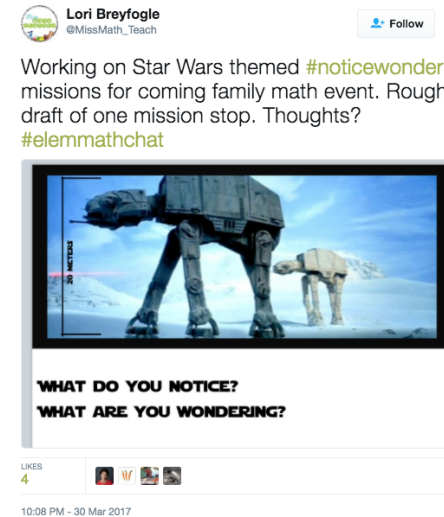 Lori Breyfogle
@MissMath_Teach
Follow
Working on Star Wars themed #noticewonder
missions for coming family math event. Rough
draft of one mission stop. Thoughts?
#elemmathchat
20 METERS
WHAT DO YOU NOTICE?
WHAT ARE YOU WONDERING?
LIKES
4
10:08 PM - 30 Mar 2017